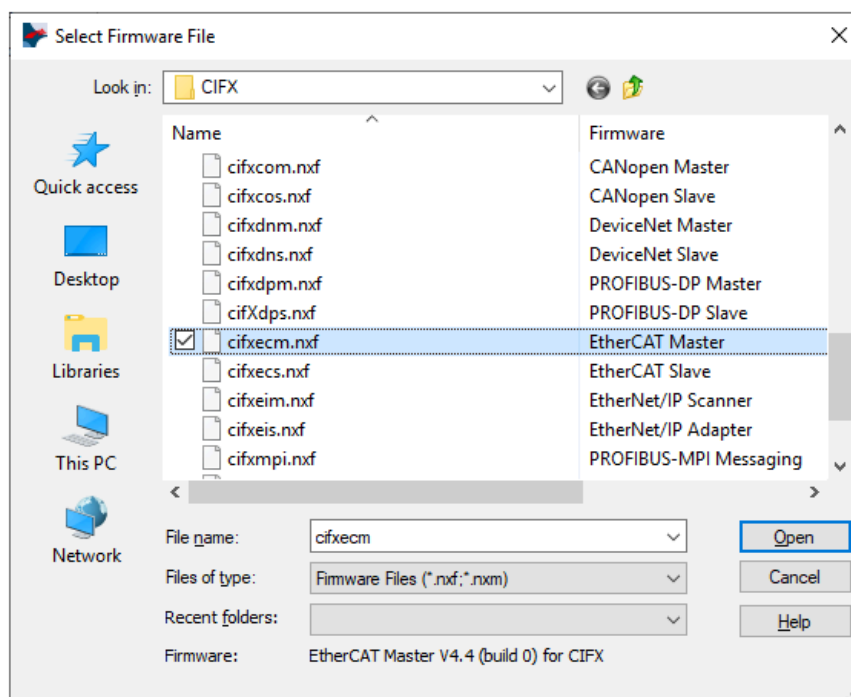 Select Firmware File
Look in: CIFX
Name Firmware
cifxcom.nxf CANopen Master
cifxcos.nxf CANopen Slave
cifxdnm.nxf DeviceNet Master
cifxdns.nxf DeviceNet Slave
cifxdpm.nxf PROFIBUS-DP Master
cifXdps.nxf PROFIBUS-DP Slave
cifxecm.nxf EtherCAT Master
cifxecs.nxf EtherCAT Slave
cifxeim.nxf EtherNet/IP Scanner
cifxeis.nxf EtherNet/IP Adapter
cifxmpi.nxf PROFIBUS-MPI Messaging
Quick access
Desktop
Libraries
This PC
Network
File name: cifxecm Open
Files of type: Firmware Files (*.nxf;*.nxm) Cancel
Recent folders: Help
Firmware: EtherCAT Master V4.4 (build 0) for CIFX